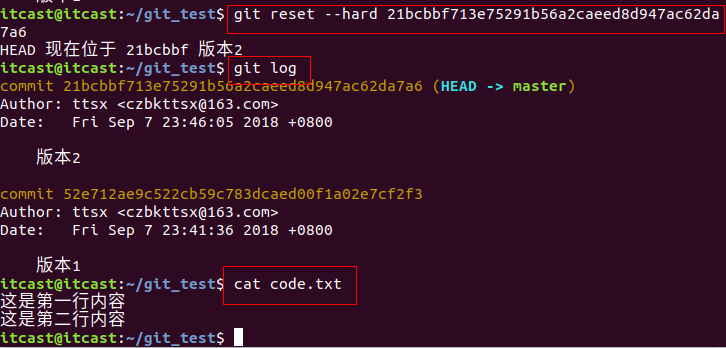 itcast@itcast:~/git_test$ git reset --hard 21bcbbf713e75291b56a2caeed8d947ac62da
7a6
HEAD 现在位于 21bcbbf 版本2
itcast@itcast:~/git_test$ git log
commit 21bcbbf713e75291b56a2caeed8d947ac62da7a6 (HEAD -> master)
Author: ttsx <czbkttsx@163.com>
Date:   Fri Sep 7 23:46:05 2018 +0800
版本2
commit 52e712ae9c522cb59c783dcaed00f1a02e7cf2f3
Author: ttsx <czbkttsx@163.com>
Date:   Fri Sep 7 23:41:36 2018 +0800
版本1
itcast@itcast:~/git_test$ cat code.txt
这是第一行内容
这是第二行内容
itcast@itcast:~/git_test$